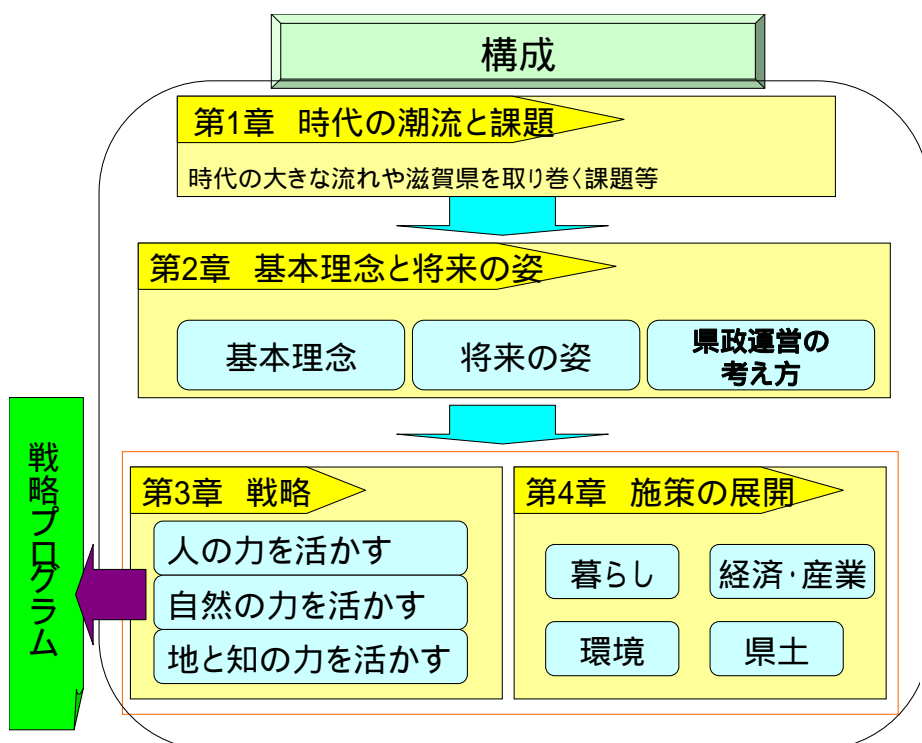 構成
第1章 時代の潮流と課題
時代の大きな流れや滋賀県を取り巻く課題等
第2章 基本理念と将来の姿
基本理念
将来の姿
県政運営の
考え方
戦略プログラム
第3章 戦略
人の力を活かす
自然の力を活かす
地と知の力を活かす
第4章 施策の展開
暮らし
経済・産業
環境
県土